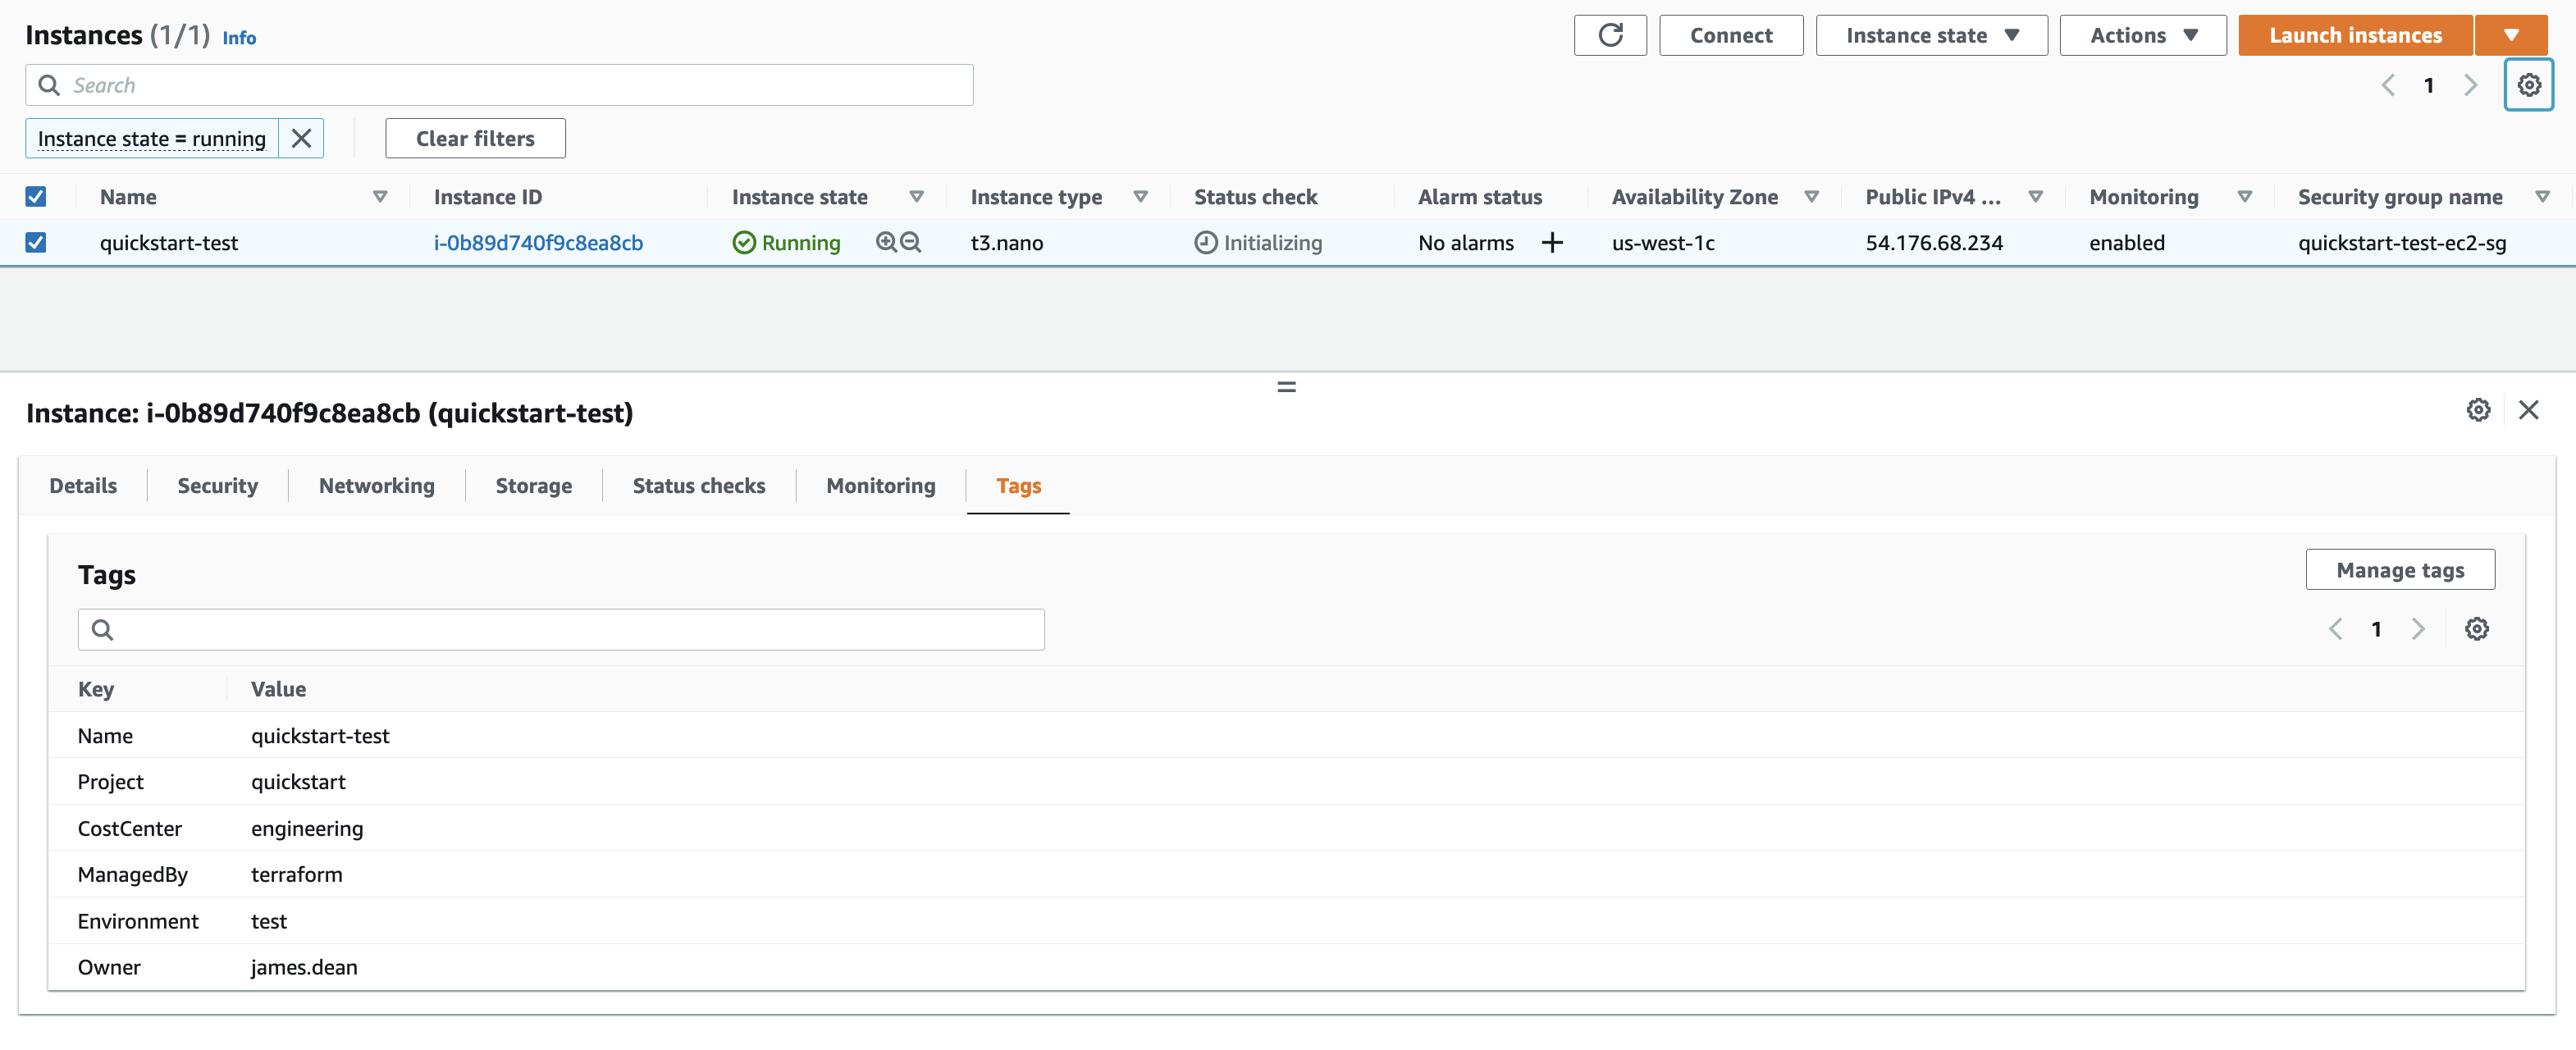 Instances (1/1) Info
Connect Instance state Actions Launch instances
Search
1
Instance state = running
Clear filters
Name Instance ID Instance state Instance type Status check Alarm status Availability Zone Public IPv4 ... Monitoring Security group name
quickstart-test i-0b89d740f9c8ea8cb Running t3.nano Initializing No alarms + us-west-1c 54.176.68.234 enabled quickstart-test-ec2-sg
Instance: i-0b89d740f9c8ea8cb (quickstart-test)
Details Security Networking Storage Status checks Monitoring Tags
Tags
Manage tags
1
Key Value
Name quickstart-test
Project quickstart
CostCenter engineering
ManagedBy terraform
Environment test
Owner james.dean